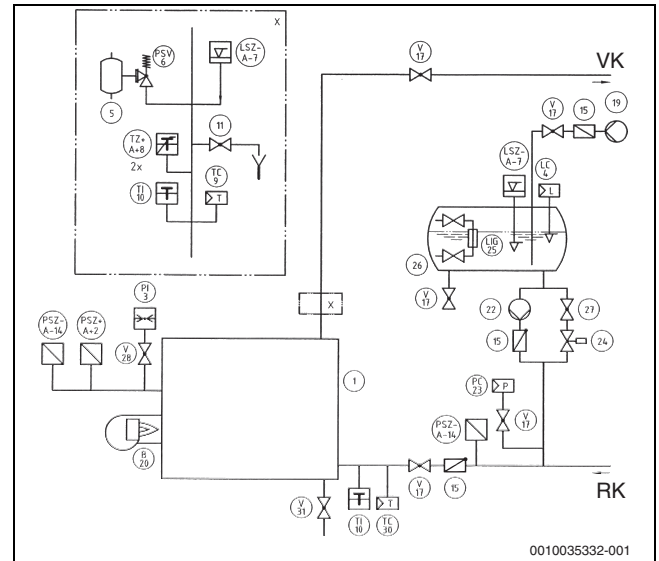 X
PSV
6
LSZ-
A-7
5
TZ+
A+8
2x
11
TI
10
TC
9
T
V
17
VK
V
17
15
19
LSZ-
A-7
LC
4
L
LIG
25
26
V
17
22
27
15
24
PC
23
P
V
17
PSZ-
A-14
PSZ-
A-14
PSZ+
A+2
PI
3
V
28
X
1
B
20
V
31
TI
10
TC
30
T
V
17
15
RK
0010035332-001